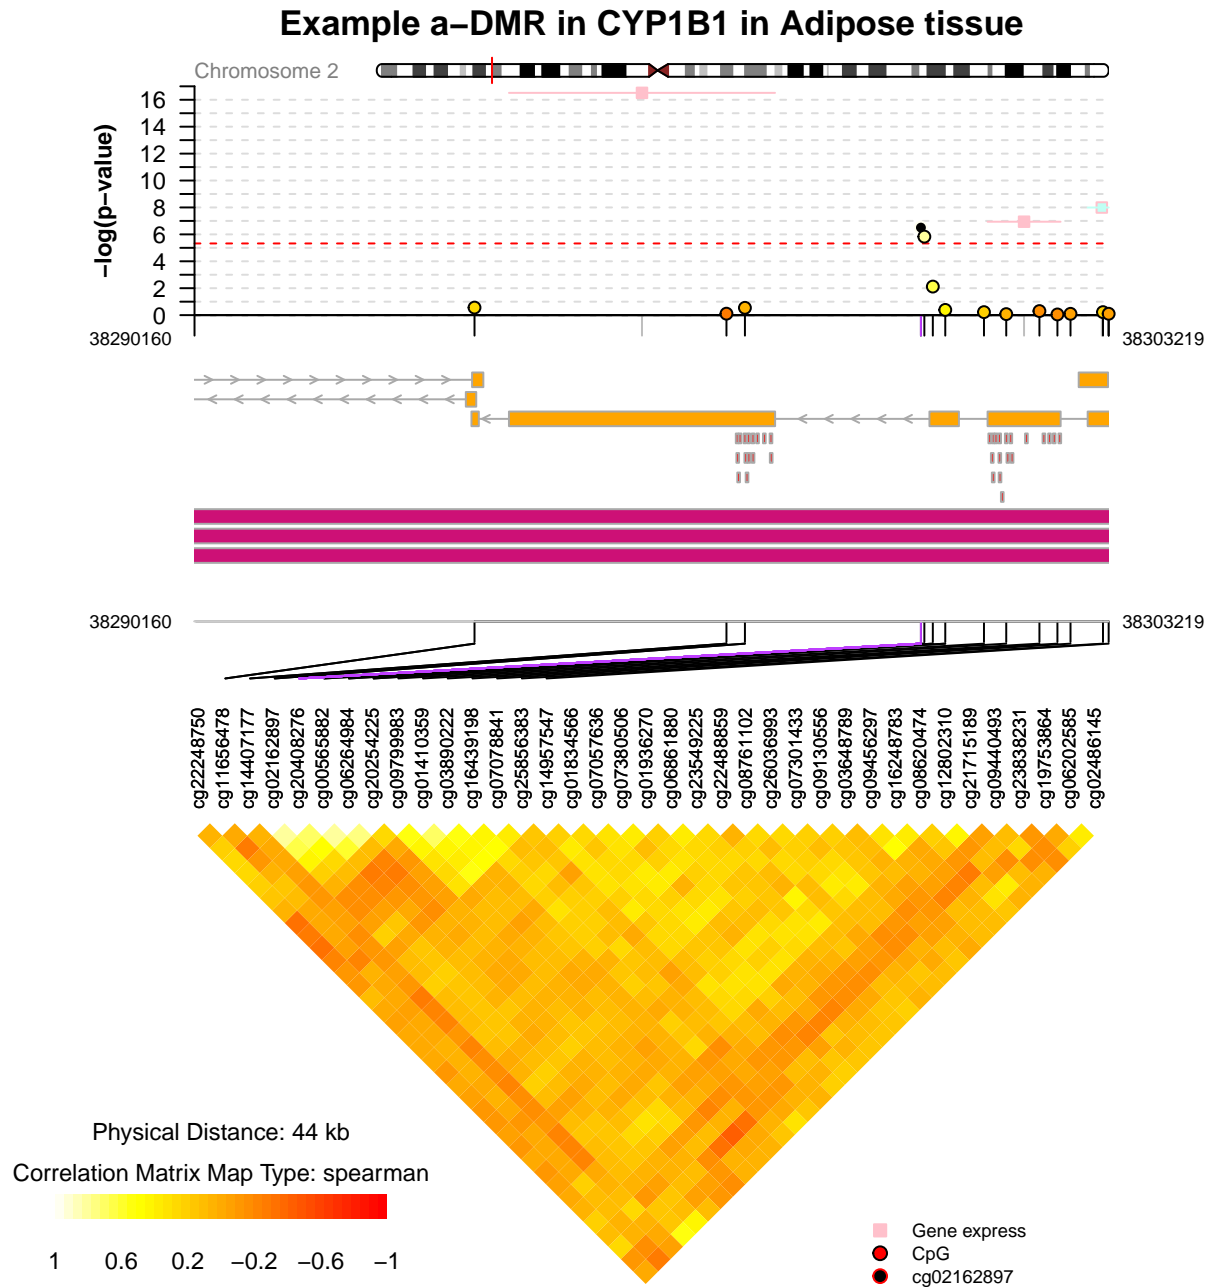 Example a–DMR in CYP1B1 in Adipose tissue
Chromosome 2
–log(p–value)
16
14
12
10
8
6
4
2
0
38290160
38303219
38290160
38303219
cg22248750
cg11656478
cg14407177
cg02162897
cg20408276
cg00565882
cg06264984
cg20254225
cg09799983
cg01410359
cg03890222
cg16439198
cg07078841
cg25856383
cg14957547
cg01834566
cg07057636
cg07380506
cg01936270
cg06861880
cg23549225
cg22488859
cg08761102
cg26036993
cg07301433
cg09130556
cg03648789
cg09456297
cg16248783
cg08620474
cg12802310
cg21715189
cg09440493
cg23838231
cg19753864
cg06202585
cg02486145
Physical Distance: 44 kb
Correlation Matrix Map Type: spearman
1 0.6 0.2 −0.2 −0.6 −1
Gene express
CpG
cg02162897